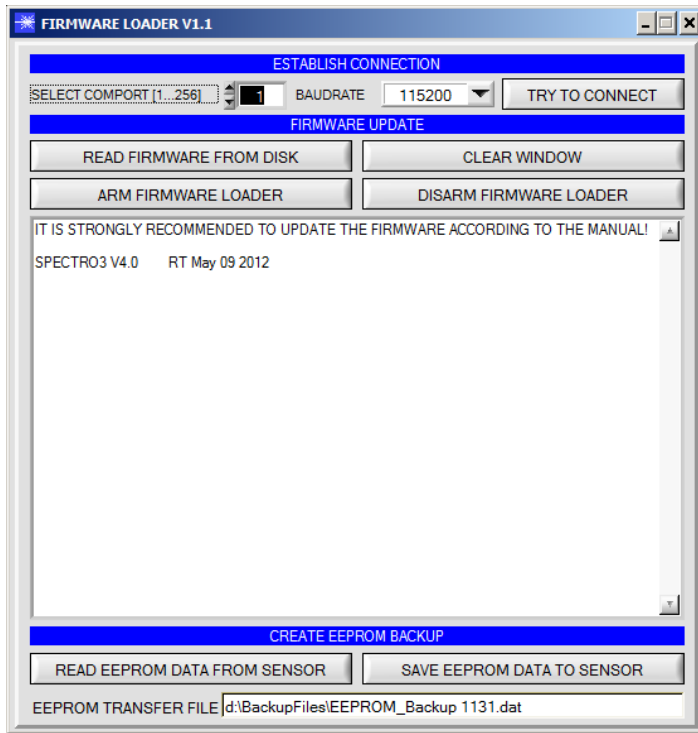 FIRMWARE LOADER V1.1
ESTABLISH CONNECTION
SELECT COMPORT [1...256] 1 BAUDRATE 115200 TRY TO CONNECT
FIRMWARE UPDATE
READ FIRMWARE FROM DISK CLEAR WINDOW
ARM FIRMWARE LOADER DISARM FIRMWARE LOADER
IT IS STRONGLY RECOMMENDED TO UPDATE THE FIRMWARE ACCORDING TO THE MANUAL!
SPECTRO3 V4.0 RT May 09 2012
CREATE EEPROM BACKUP
READ EEPROM DATA FROM SENSOR SAVE EEPROM DATA TO SENSOR
EEPROM TRANSFER FILE d:\BackupFiles\EEPROM_Backup 1131.dat